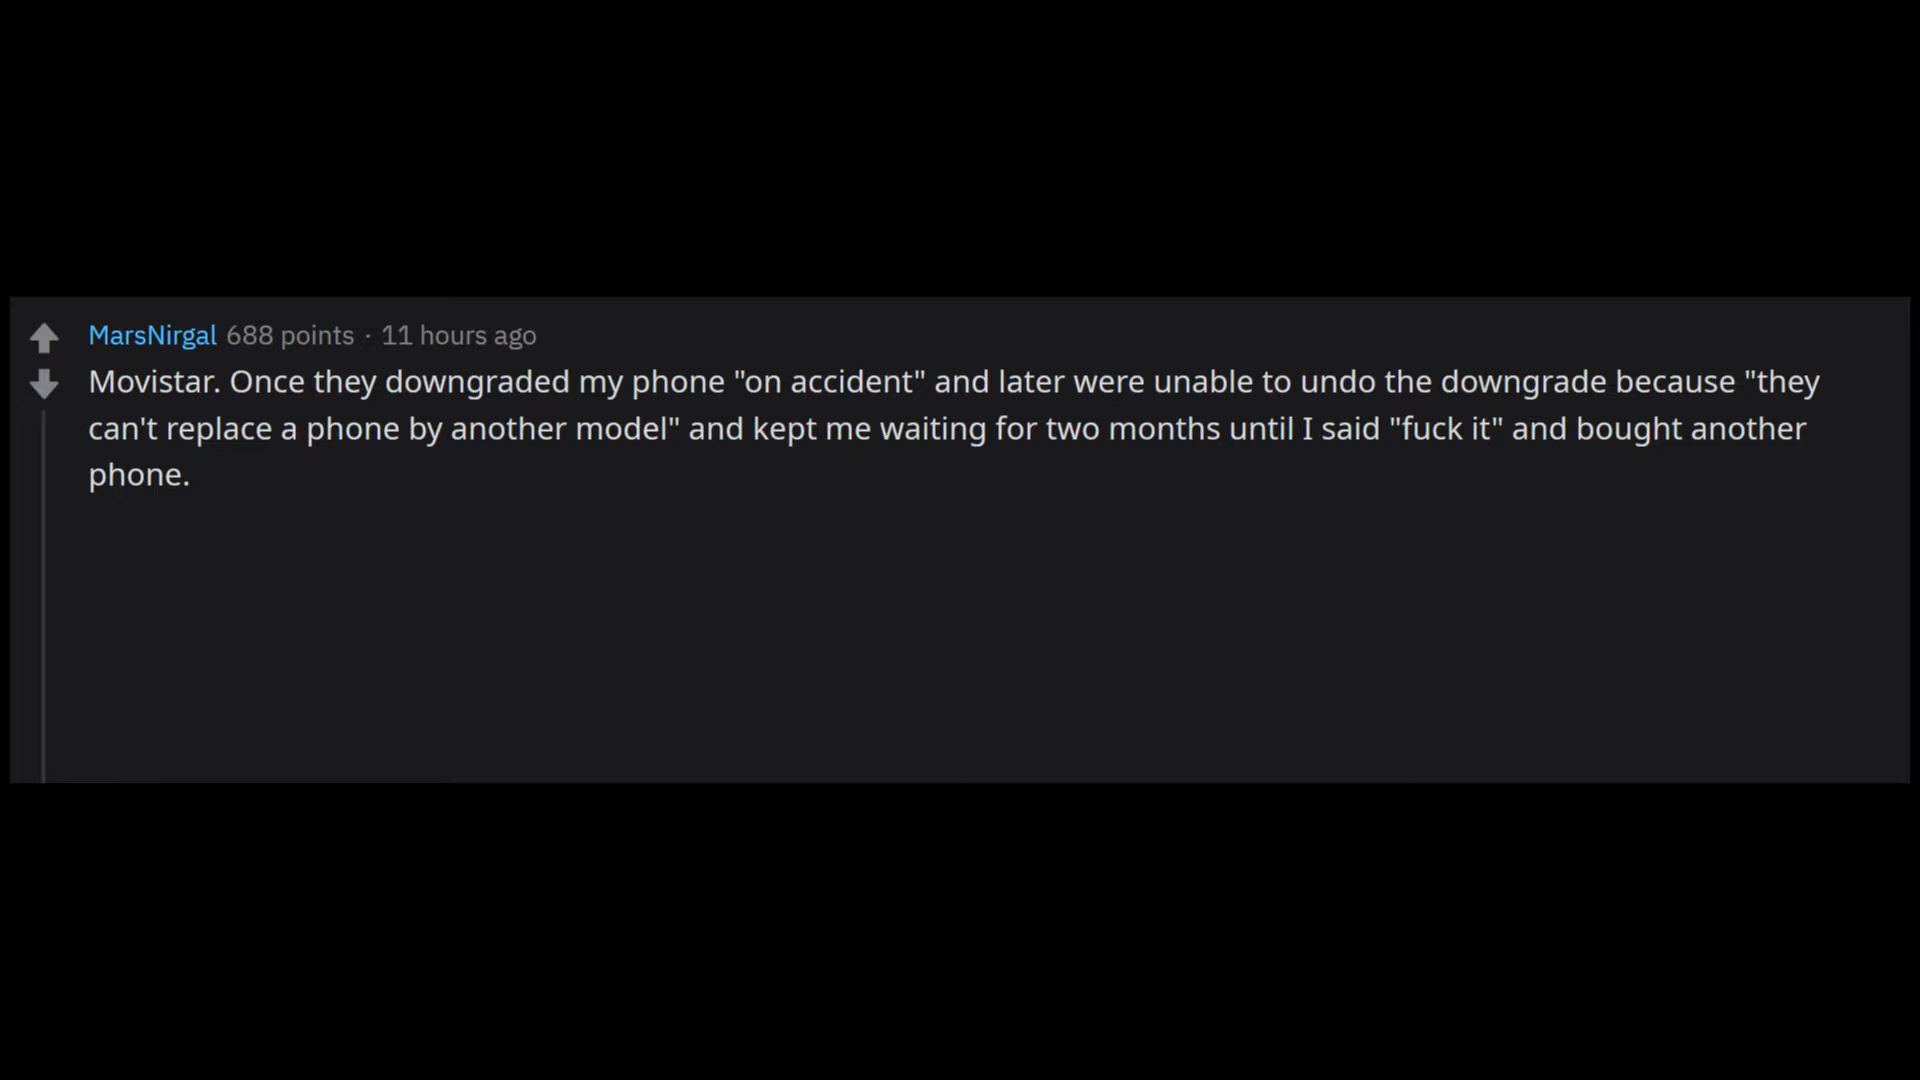 MarsNirgal 688 points · 11 hours ago
Movistar. Once they downgraded my phone "on accident" and later were unable to undo the downgrade because "they
can't replace a phone by another model" and kept me waiting for two months until I said "fuck it" and bought another
phone.